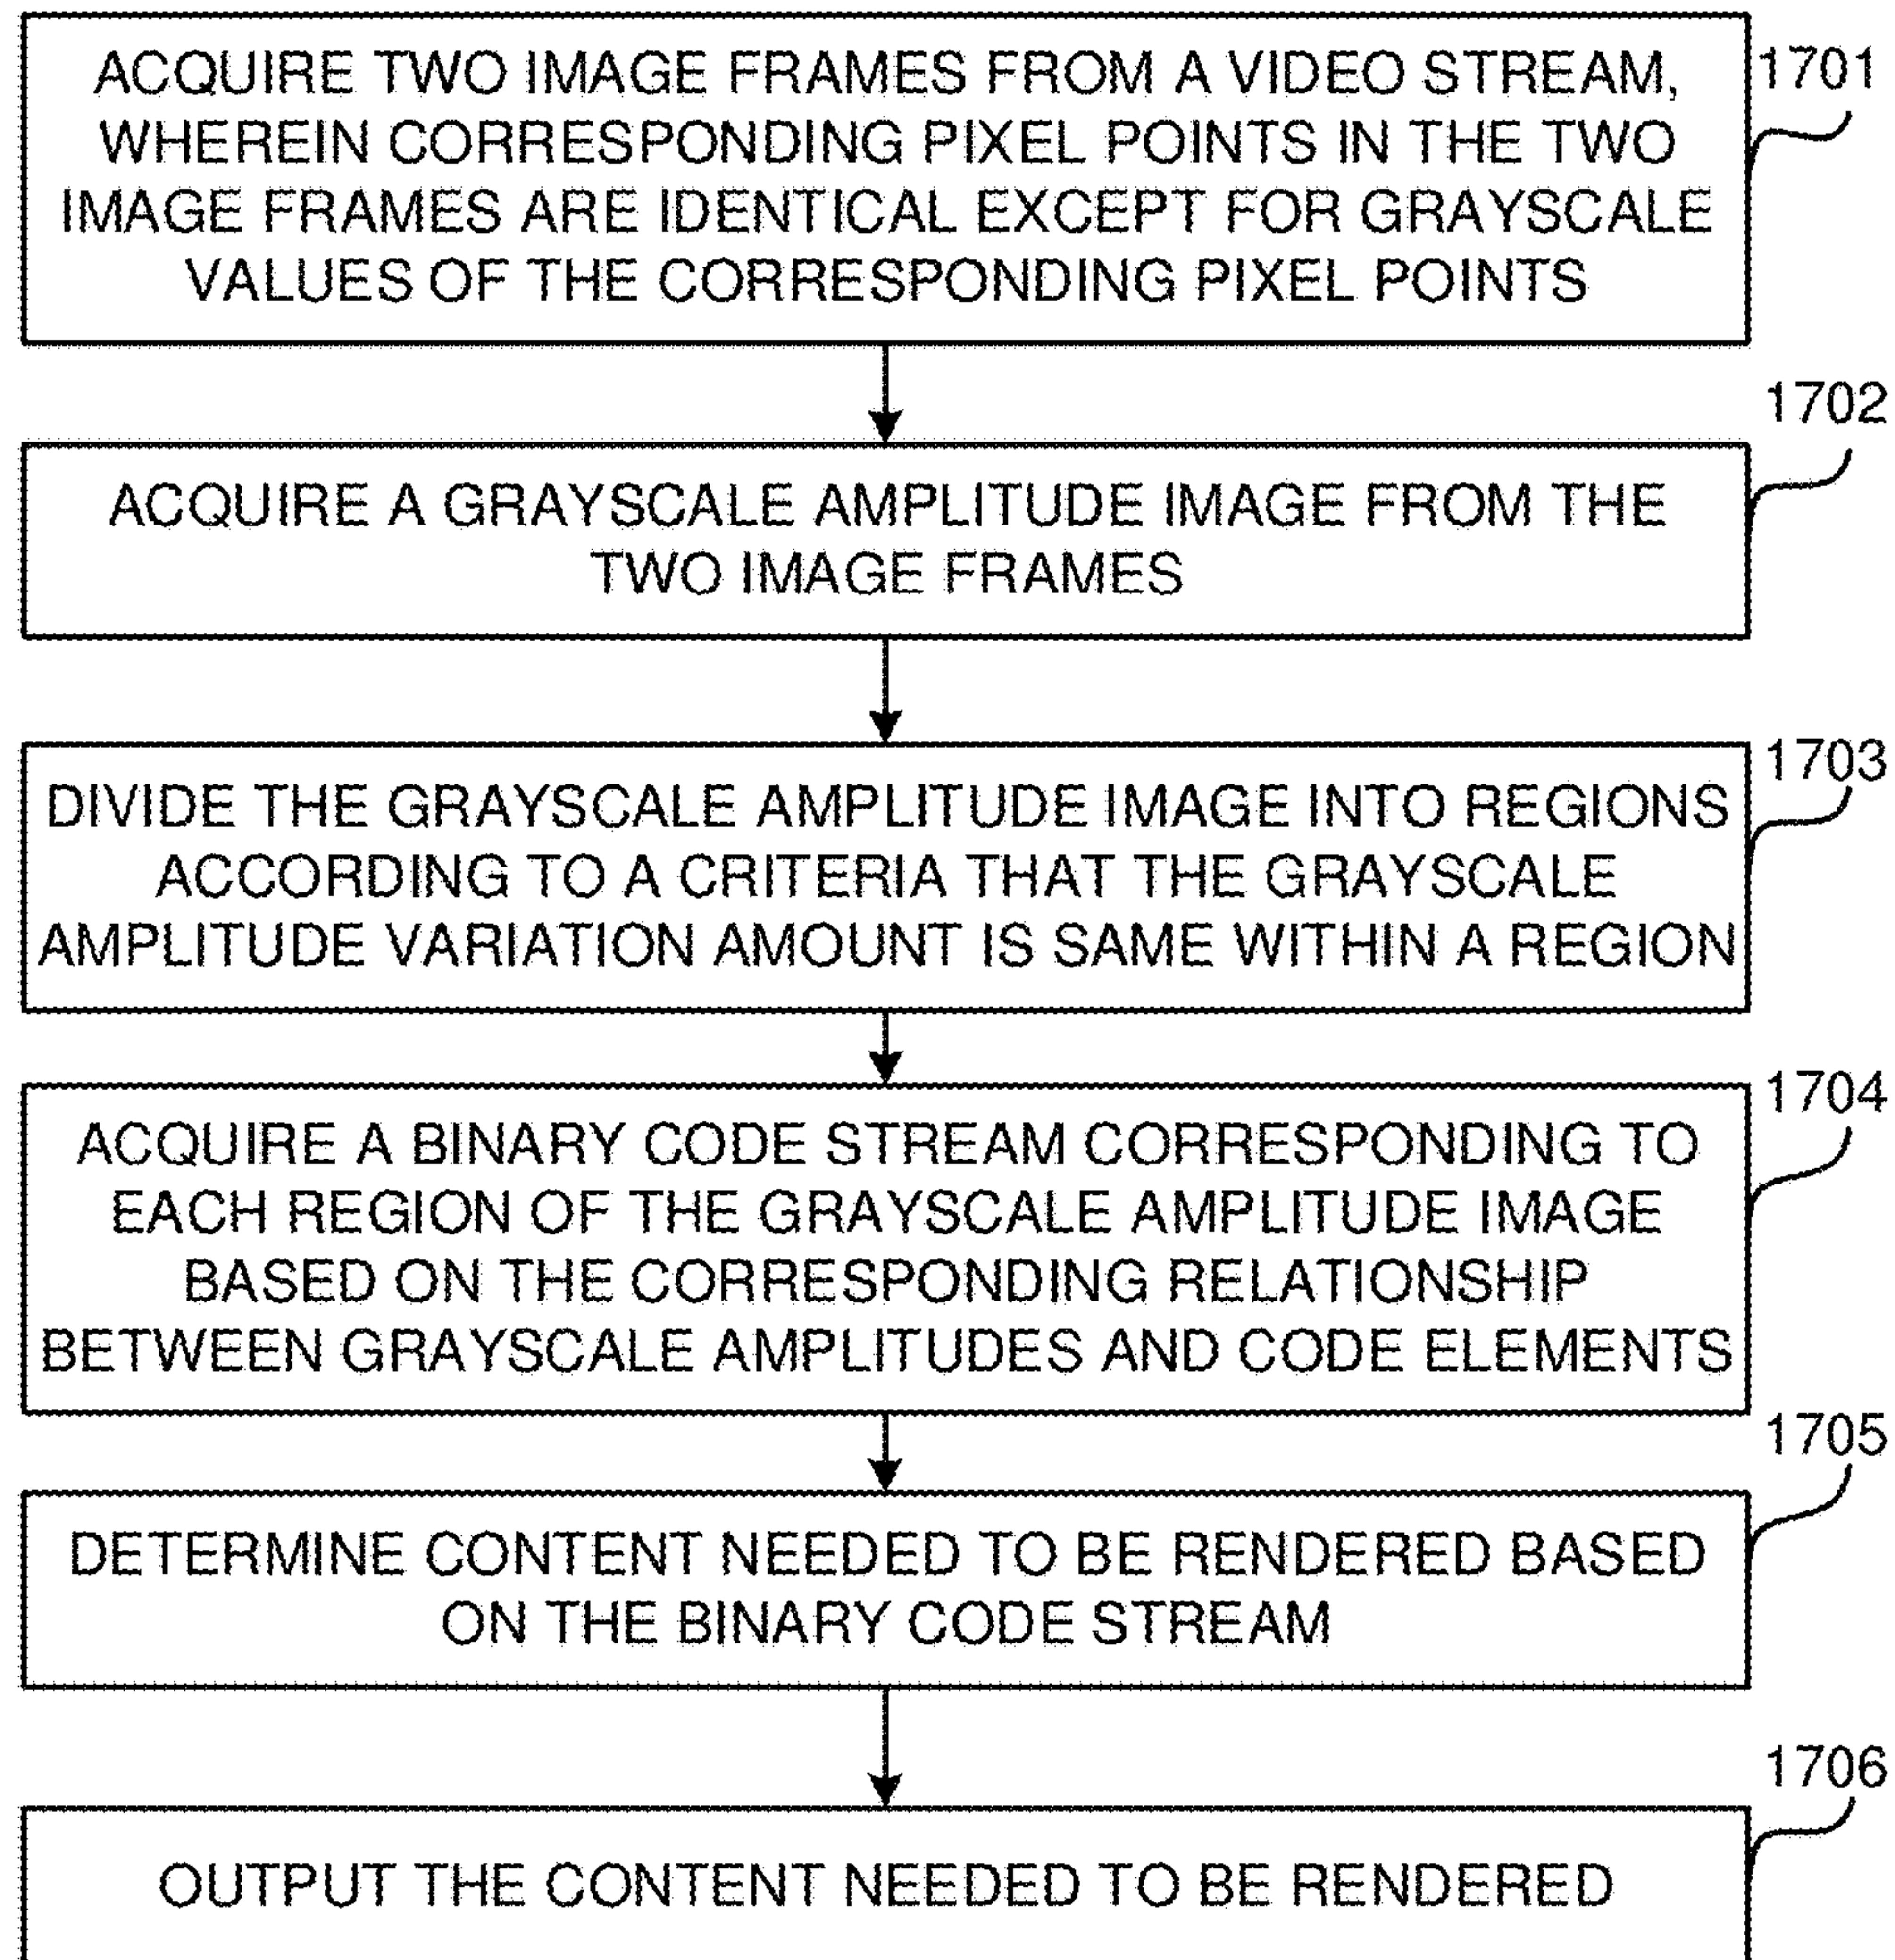 ACQUIRE TWO IMAGE FRAMES FROM A VIDEO STREAM,
WHEREIN CORRESPONDING PIXEL POINTS IN THE TWO
IMAGE FRAMES ARE IDENTICAL EXCEPT FOR GRAYSCALE
VALUES OF THE CORRESPONDING PIXEL POINTS
1701
1702
ACQUIRE A GRAYSCALE AMPLITUDE IMAGE FROM THE
TWO IMAGE FRAMES
1703
DIVIDE THE GRAYSCALE AMPLITUDE IMAGE INTO REGIONS
ACCORDING TO A CRITERIA THAT THE GRAYSCALE
AMPLITUDE VARIATION AMOUNT IS SAME WITHIN A REGION
1704
ACQUIRE A BINARY CODE STREAM CORRESPONDING TO
EACH REGION OF THE GRAYSCALE AMPLITUDE IMAGE
BASED ON THE CORRESPONDING RELATIONSHIP
BETWEEN GRAYSCALE AMPLITUDES AND CODE ELEMENTS
1705
DETERMINE CONTENT NEEDED TO BE RENDERED BASED
ON THE BINARY CODE STREAM
1706
OUTPUT THE CONTENT NEEDED TO BE RENDERED